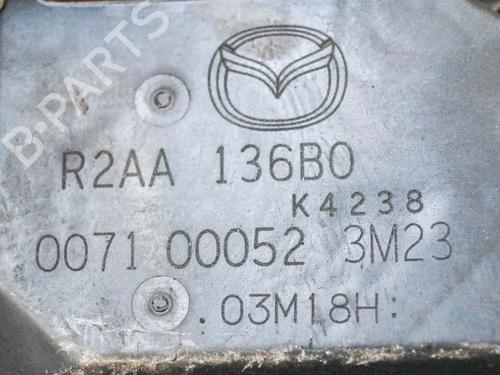 B·PARTS
R2AA 136B0
K4238
0071 00052 3M23
.03M18H: